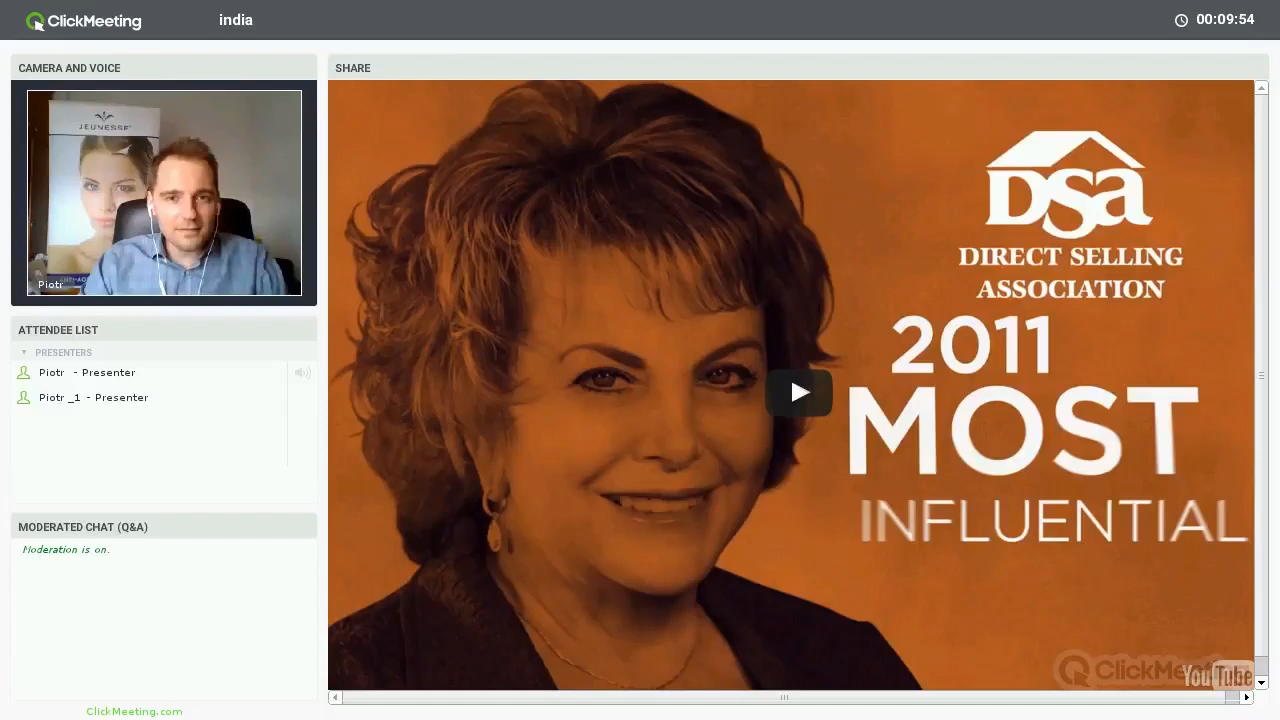 ClickMeeting
india
00:09:54
CAMERA AND VOICE
JEUNESSE
Piotr
ATTENDEE LIST
PRESENTERS
Piotr - Presenter
Piotr _1 - Presenter
MODERATED CHAT (Q&A)
Moderation is on.
ClickMeeting.com
SHARE
DSa
DIRECT SELLING
ASSOCIATION
2011
MOST
INFLUENTIAL
YouTube